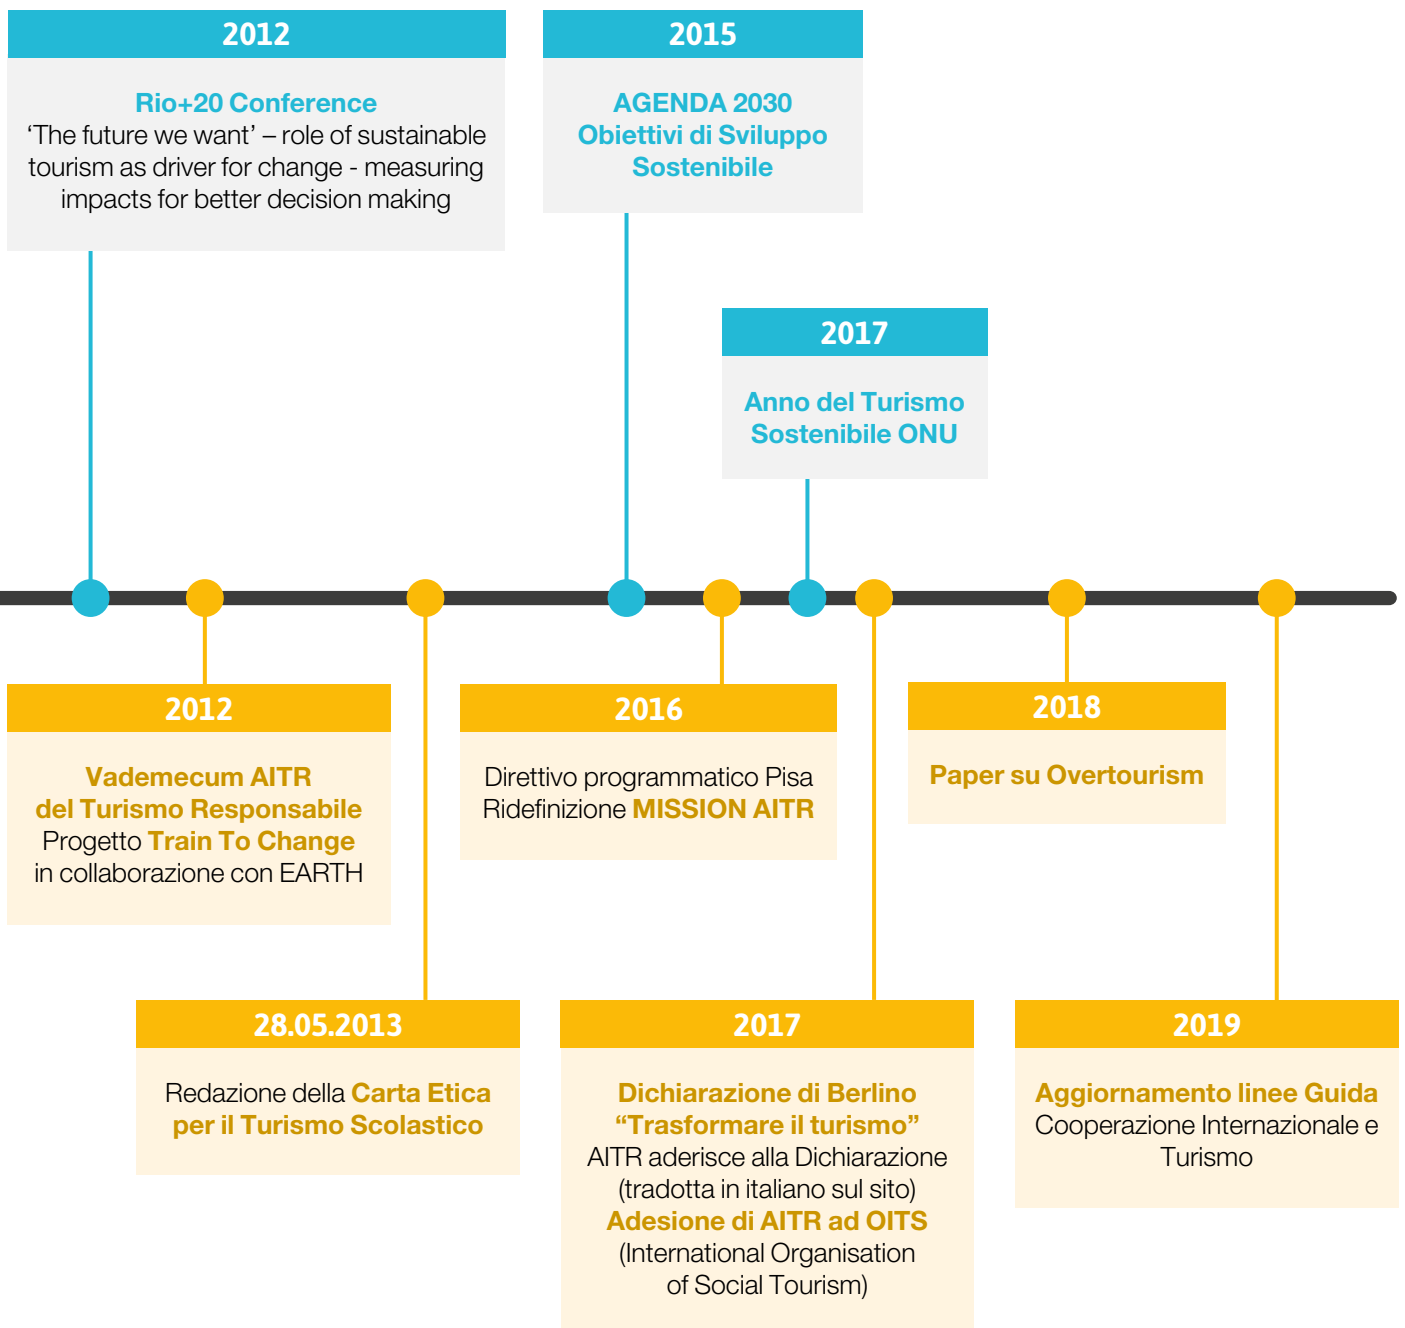 2012
Rio+20 Conference
‘The future we want’ – role of sustainable
tourism as driver for change - measuring
impacts for better decision making
2015
AGENDA 2030
Obiettivi di Sviluppo
Sostenibile
2017
Anno del Turismo
Sostenibile ONU
2012
Vademecum AITR
del Turismo Responsabile
Progetto Train To Change
in collaborazione con EARTH
2016
Direttivo programmatico Pisa
Ridefinizione MISSION AITR
2018
Paper su Overtourism
28.05.2013
Redazione della Carta Etica
per il Turismo Scolastico
2017
Dichiarazione di Berlino
“Trasformare il turismo”
AITR aderisce alla Dichiarazione
(tradotta in italiano sul sito)
Adesione di AITR ad OITS
(International Organisation
of Social Tourism)
2019
Aggiornamento linee Guida
Cooperazione Internazionale e
Turismo